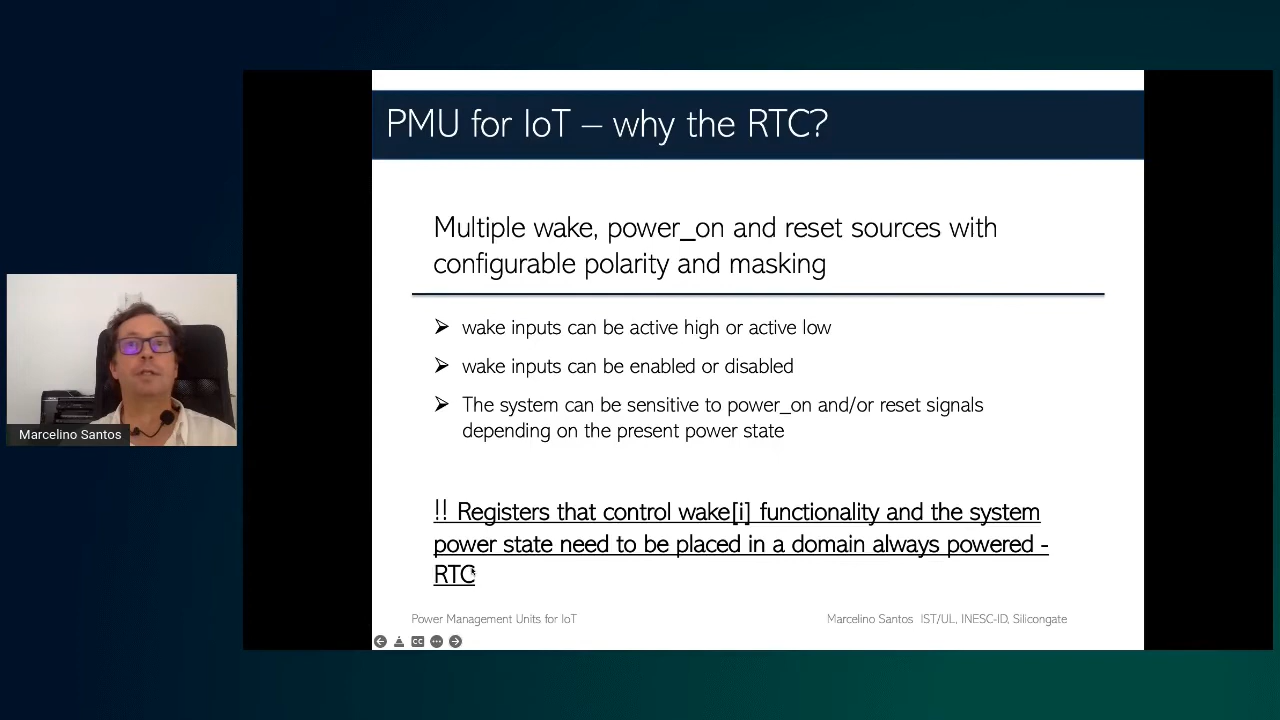 PMU for IoT – why the RTC?
Multiple wake, power_on and reset sources with
configurable polarity and masking
➢ wake inputs can be active high or active low
➢ wake inputs can be enabled or disabled
➢ The system can be sensitive to power_on and/or reset signals
depending on the present power state
!! Registers that control wake[i] functionality and the system
power state need to be placed in a domain always powered -
RTC
Marcelino Santos
Power Management Units for IoT
Marcelino Santos IST/UL, INESC-ID, Silicongate
CC